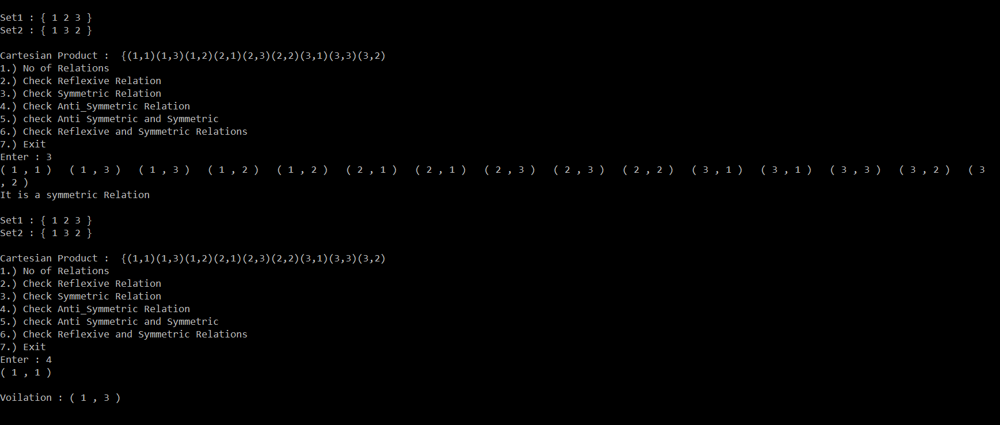 Set1 : { 1 2 3 }
Set2 : { 1 3 2 }
Cartesian Product :  {(1,1)(1,3)(1,2)(2,1)(2,3)(2,2)(3,1)(3,3)(3,2)
1.) No of Relations
2.) Check Reflexive Relation
3.) Check Symmetric Relation
4.) Check Anti_Symmetric Relation
5.) check Anti Symmetric and Symmetric
6.) Check Reflexive and Symmetric Relations
7.) Exit
Enter : 3
( 1 , 1 )   ( 1 , 3 )   ( 1 , 3 )   ( 1 , 2 )   ( 1 , 2 )   ( 2 , 1 )   ( 2 , 1 )   ( 2 , 3 )   ( 2 , 3 )   ( 2 , 2 )   ( 3 , 1 )   ( 3 , 1 )   ( 3 , 3 )   ( 3 , 2 )   ( 3
, 2 )
It is a symmetric Relation
Set1 : { 1 2 3 }
Set2 : { 1 3 2 }
Cartesian Product :  {(1,1)(1,3)(1,2)(2,1)(2,3)(2,2)(3,1)(3,3)(3,2)
1.) No of Relations
2.) Check Reflexive Relation
3.) Check Symmetric Relation
4.) Check Anti_Symmetric Relation
5.) check Anti Symmetric and Symmetric
6.) Check Reflexive and Symmetric Relations
7.) Exit
Enter : 4
( 1 , 1 )
Voilation : ( 1 , 3 )